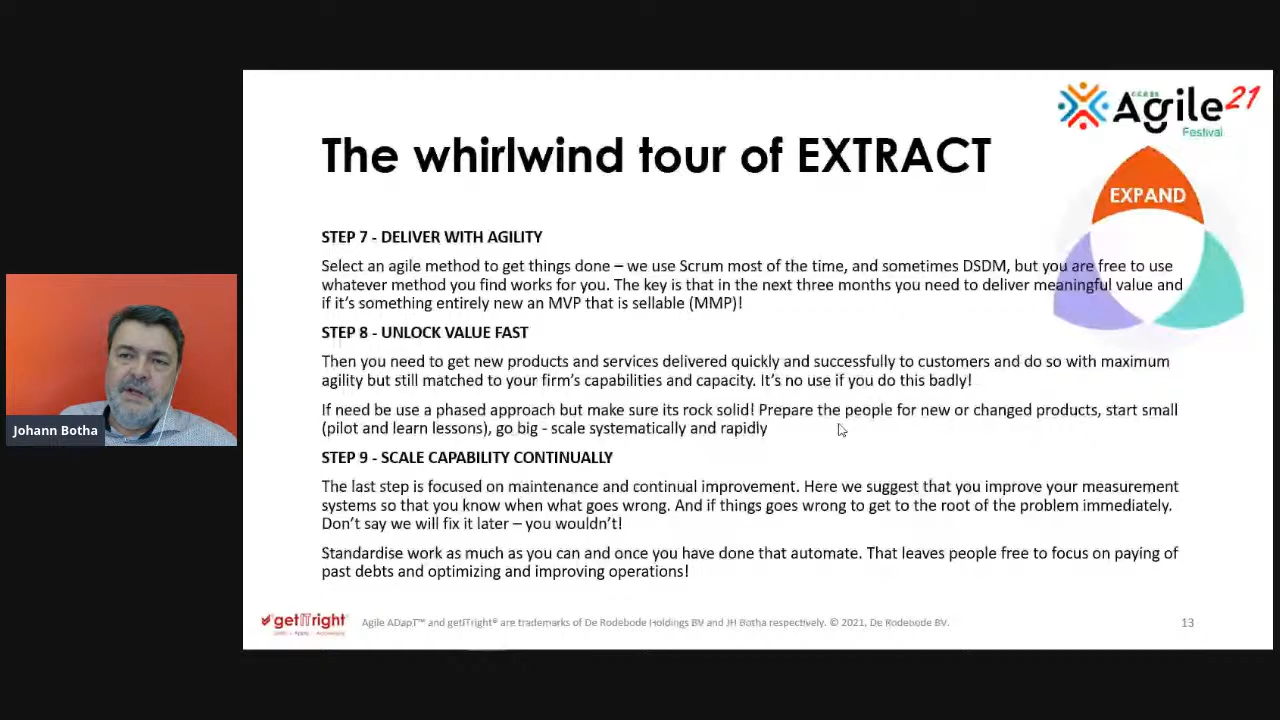 Agile 21
Festival
The whirlwind tour of EXTRACT
EXPAND
STEP 7 - DELIVER WITH AGILITY
Select an agile method to get things done – we use Scrum most of the time, and sometimes DSDM, but you are free to use
whatever method you find works for you. The key is that in the next three months you need to deliver meaningful value and
if it's something entirely new an MVP that is sellable (MMP)!
STEP 8 - UNLOCK VALUE FAST
Then you need to get new products and services delivered quickly and successfully to customers and do so with maximum
agility but still matched to your firm's capabilities and capacity. It's no use if you do this badly!
If need be use a phased approach but make sure its rock solid! Prepare the people for new or changed products, start small
(pilot and learn lessons), go big - scale systematically and rapidly
STEP 9 - SCALE CAPABILITY CONTINUALLY
The last step is focused on maintenance and continual improvement. Here we suggest that you improve your measurement
systems so that you know when what goes wrong. And if things goes wrong to get to the root of the problem immediately.
Don't say we will fix it later – you wouldn't!
Standardise work as much as you can and once you have done that automate. That leaves people free to focus on paying of
past debts and optimizing and improving operations!
Johann Botha
getITright
Agile ADapT™ and getITright® are trademarks of De Rodebode Holdings BV and JH Botha respectively. © 2021, De Rodebode BV.
13